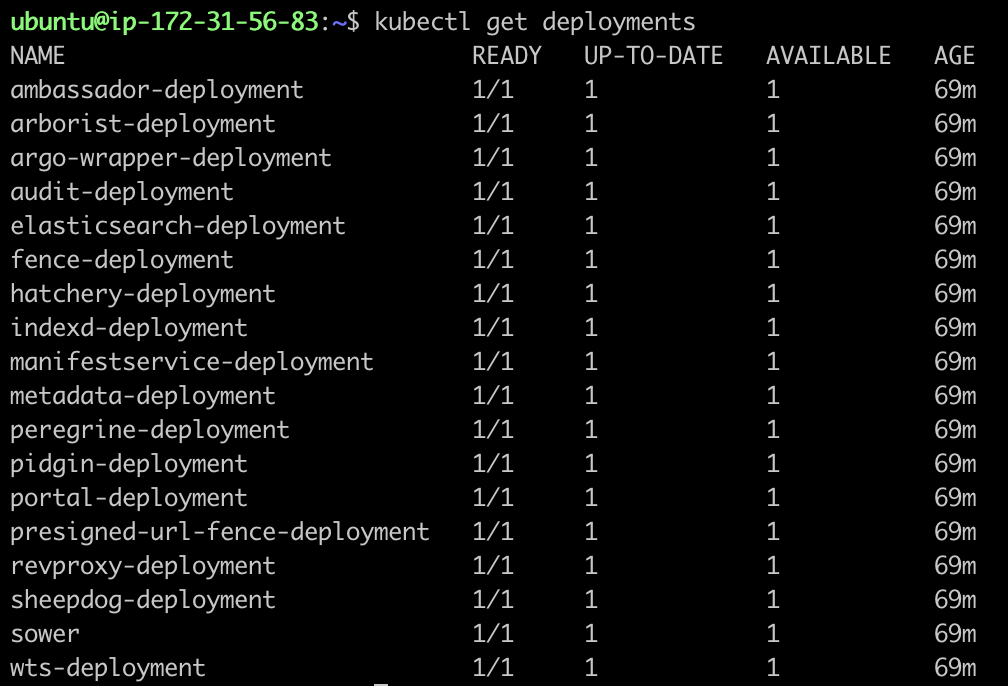 ubuntu@ip-172-31-56-83:~$ kubectl get deployments
NAME READY UP-TO-DATE AVAILABLE AGE
ambassador-deployment 1/1 1 1 69m
arborist-deployment 1/1 1 1 69m
argo-wrapper-deployment 1/1 1 1 69m
audit-deployment 1/1 1 1 69m
elasticsearch-deployment 1/1 1 1 69m
fence-deployment 1/1 1 1 69m
hatchery-deployment 1/1 1 1 69m
indexd-deployment 1/1 1 1 69m
manifestservice-deployment 1/1 1 1 69m
metadata-deployment 1/1 1 1 69m
peregrine-deployment 1/1 1 1 69m
pidgin-deployment 1/1 1 1 69m
portal-deployment 1/1 1 1 69m
presigned-url-fence-deployment 1/1 1 1 69m
revproxy-deployment 1/1 1 1 69m
sheepdog-deployment 1/1 1 1 69m
sower 1/1 1 1 69m
wts-deployment 1/1 1 1 69m